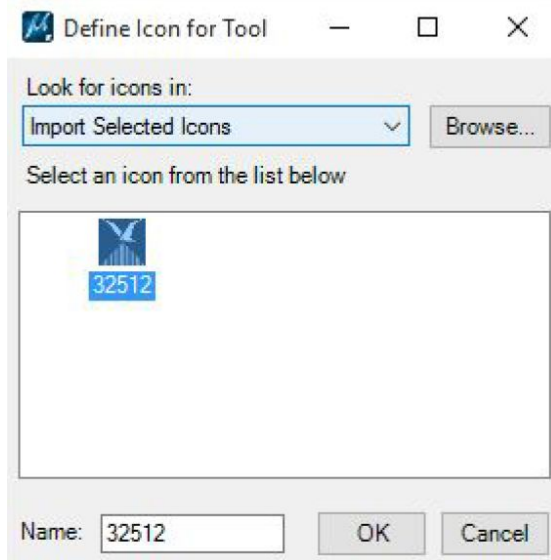 Define Icon for Tool
Look for icons in:
Import Selected Icons
Browse...
Select an icon from the list below
32512
Name: 32512
OK
Cancel